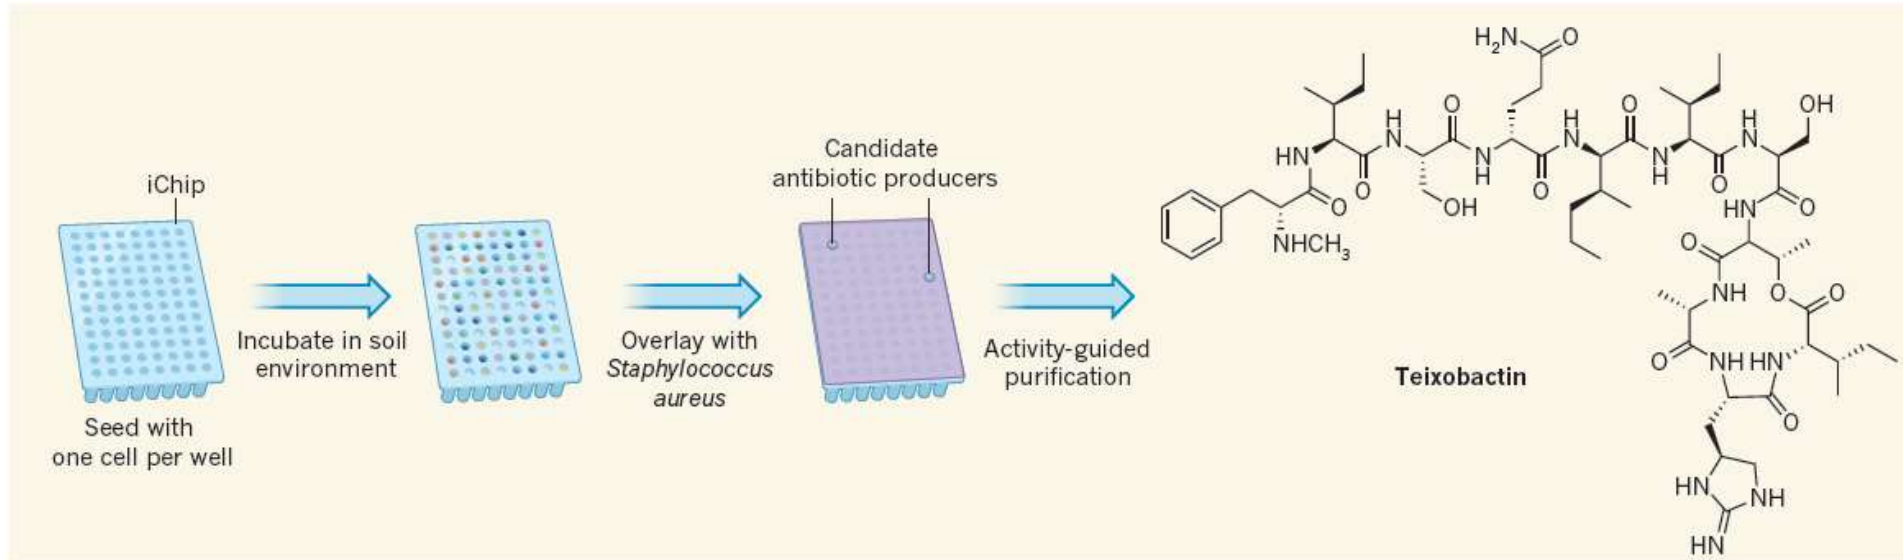 iChip
Seed with
one cell per well
Incubate in soil
environment
Overlay with
Staphylococcus
aureus
Candidate
antibiotic producers
Activity-guided
purification
H₂N
O
O
H
N
O
H
N
O
H
N
OH
HN
O
N
H
O
N
H
O
O
OH
NHCH₃
HN
O
O
NH
O
O
O
NH
HN
O
HN
NH
HN
Teixobactin